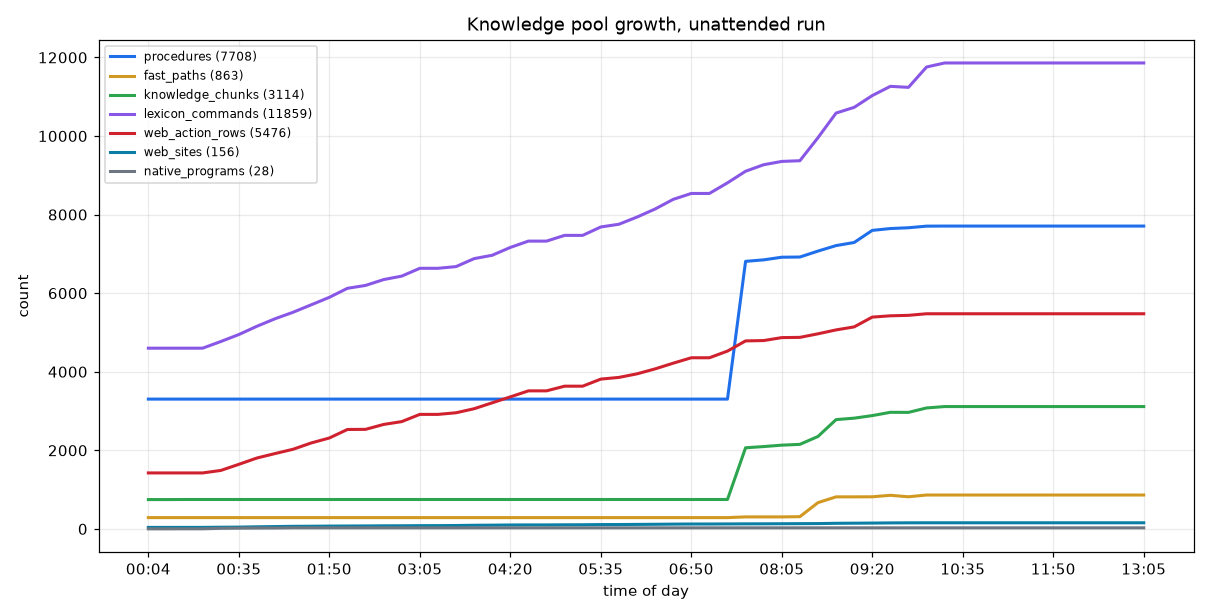 Knowledge pool growth, unattended run
procedures (7708)
fast_paths (863)
knowledge_chunks (3114)
lexicon_commands (11859)
web_action_rows (5476)
web_sites (156)
native_programs (28)
12000
10000
8000
6000
4000
2000
0
count
00:04 00:35 01:50 03:05 04:20 05:35 06:50 08:05 09:20 10:35 11:50 13:05
time of day